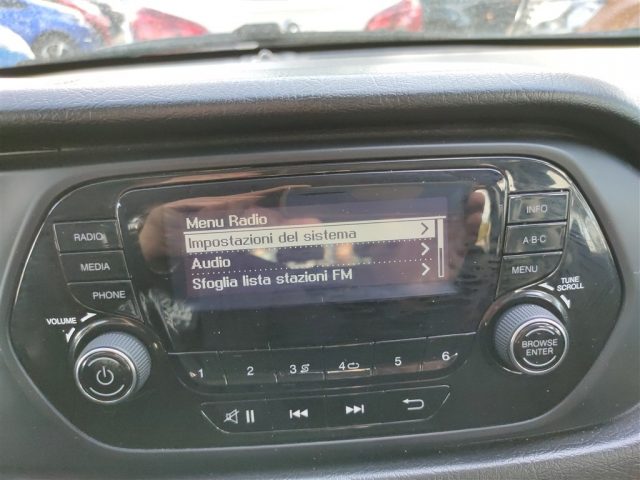 Menu Radio
Impostazioni del sistema
Audio
Sfoglia lista stazioni FM
RADIO
MEDIA
PHONE
VOLUME
INFO
A-B-C
MENU
TUNE
SCROLL
BROWSE
ENTER
1 2 3 4 5 6